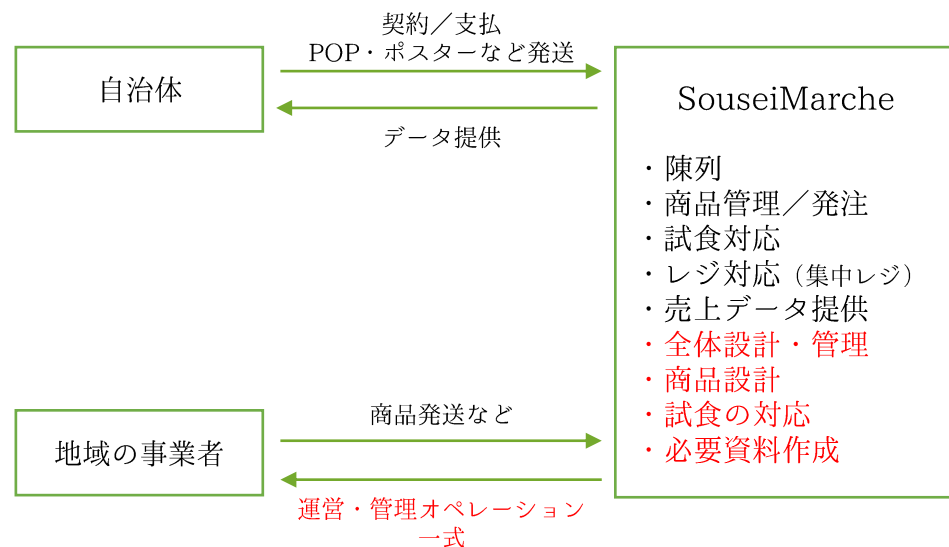 契約／支払
POP・ポスターなど発送
自治体
データ提供
SouseiMarche
・陳列
・商品管理／発注
・試食対応
・レジ対応（集中レジ）
・売上データ提供
・全体設計・管理
・商品設計
・試食の対応
・必要資料作成
商品発送など
地域の事業者
運営・管理オペレーション
一式